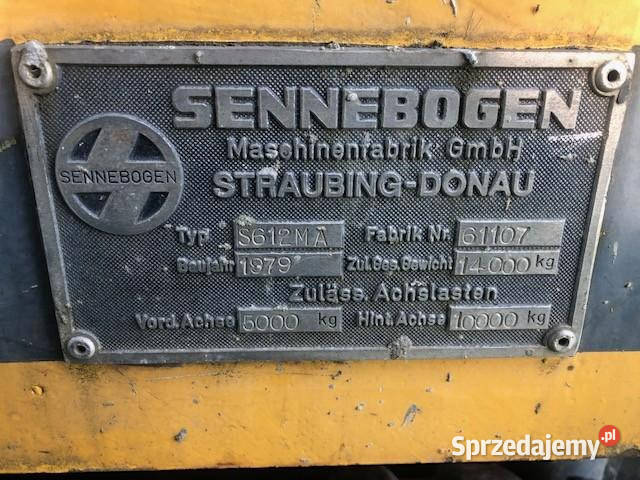 SENNEBOGEN
Maschinenfabrik GmbH
STRAUBING-DONAU
SENNEBOGEN
Typ S612MA Fabrik Nr. 61107
Baujahr 1979 Zul.Ges.Gewicht 14000 kg
Zuläss. Achslasten
Vord.Achse 5000 kg Hint.Achse 10000 kg
Sprzedajemy.pl